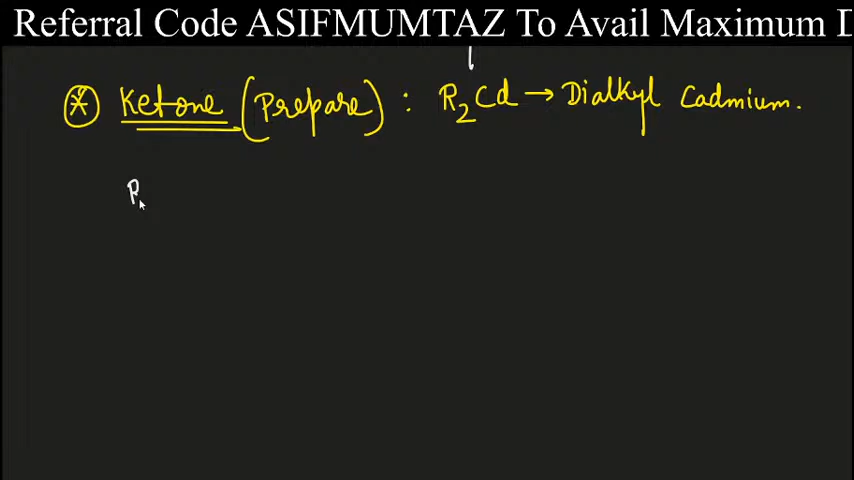 Referral Code ASIFMUMTAZ To Avail Maximum D
* Ketone (Prepare) : R2Cd → Dialkyl Cadmium.
R